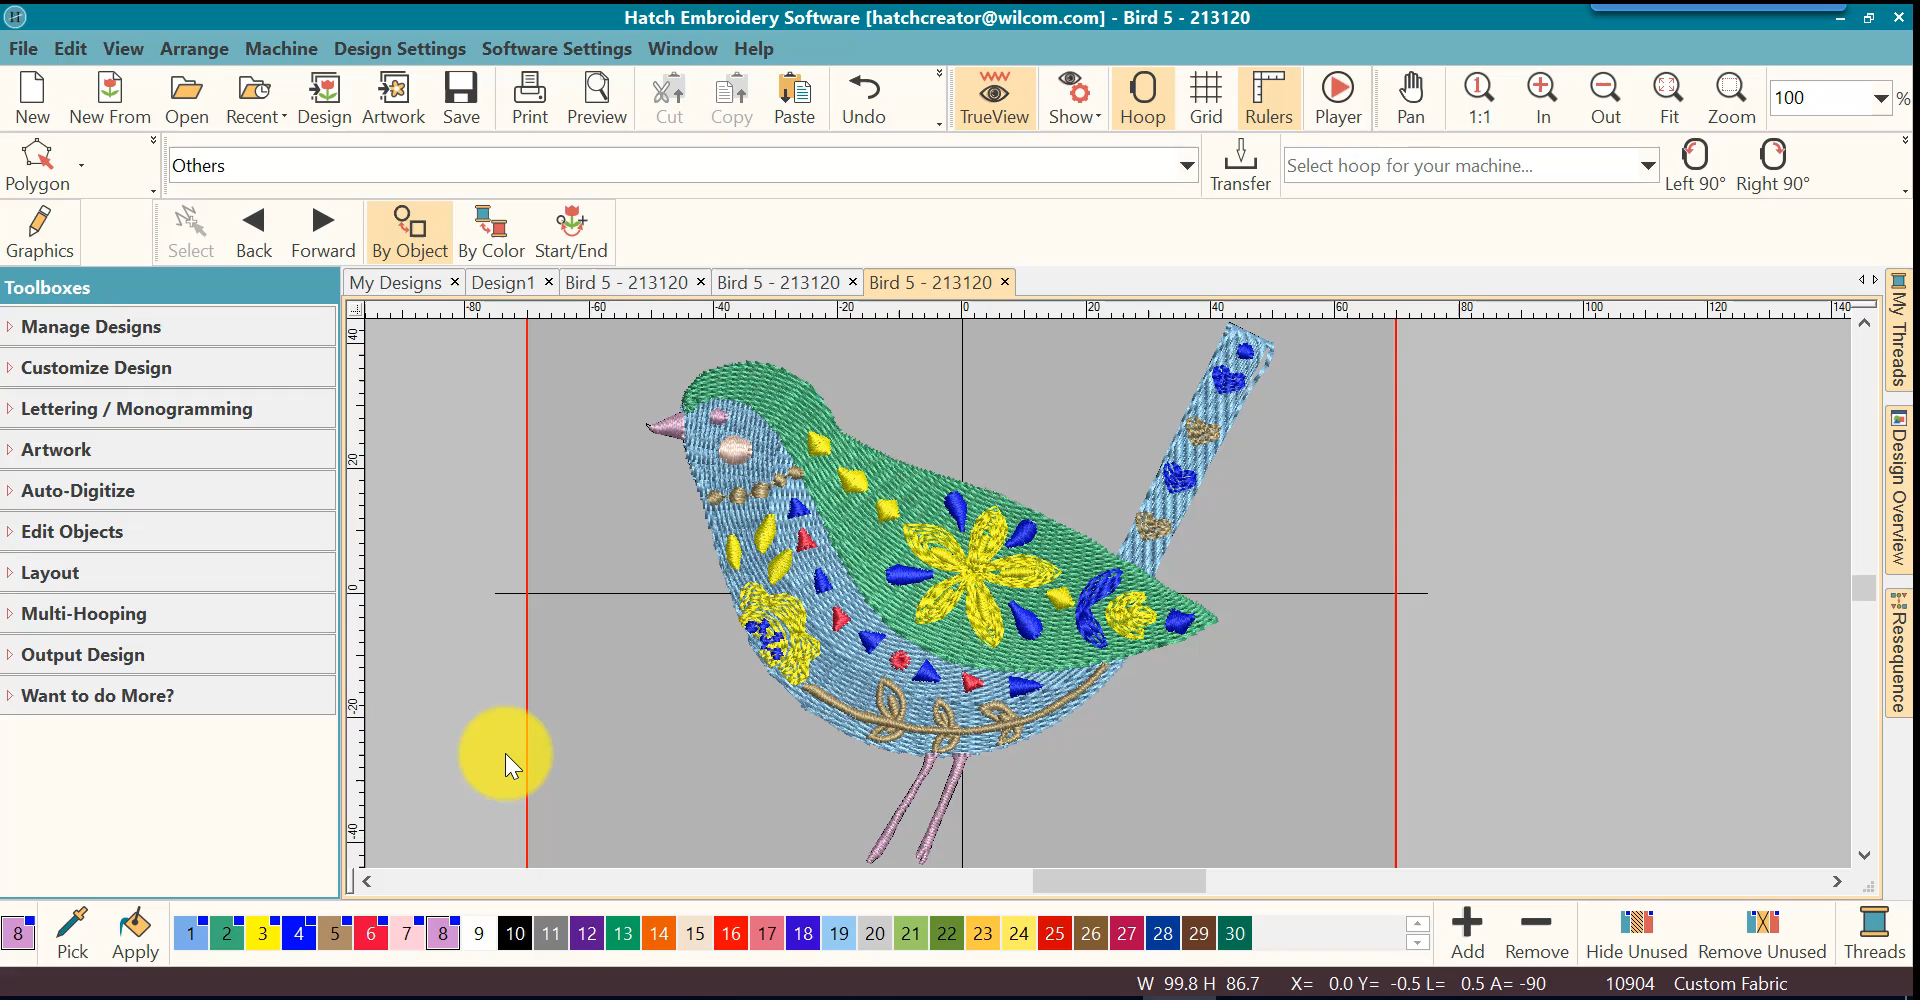 Hatch Embroidery Software [hatchcreator@wilcom.com] - Bird 5 - 213120
File Edit View Arrange Machine Design Settings Software Settings Window Help
New New From Open Recent Design Artwork Save Print Preview Cut Copy Paste Undo TrueView Show Hoop Grid Rulers Player Pan 1:1 In Out Fit Zoom 100 %
Polygon Others Transfer Select hoop for your machine... Left 90° Right 90°
Graphics Select Back Forward By Object By Color Start/End
Toolboxes
My Designs × Design1 × Bird 5 - 213120 × Bird 5 - 213120 × Bird 5 - 213120 ×
-80 -60 -40 -20 0 20 40 60 80 100 120 140
40
20
0
-20
-40
Manage Designs
Customize Design
Lettering / Monogramming
Artwork
Auto-Digitize
Edit Objects
Layout
Multi-Hooping
Output Design
Want to do More?
My Threads
Design Overview
Resequence
8 Pick Apply 1 2 3 4 5 6 7 8 9 10 11 12 13 14 15 16 17 18 19 20 21 22 23 24 25 26 27 28 29 30 Add Remove Hide Unused Remove Unused Threads
W 99.8 H 86.7 X= 0.0 Y= -0.5 L= 0.5 A= -90 10904 Custom Fabric